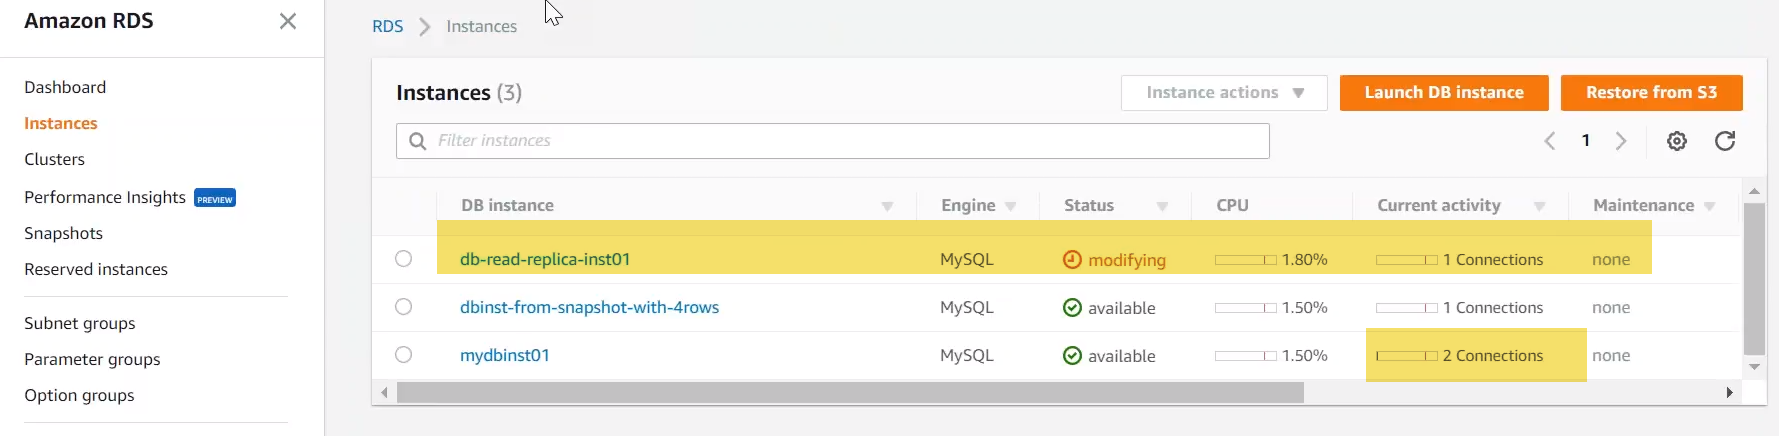 Amazon RDS
Dashboard
Instances
Clusters
Performance Insights PREVIEW
Snapshots
Reserved instances
Subnet groups
Parameter groups
Option groups
RDS Instances
Instances (3) Instance actions Launch DB instance Restore from S3
Filter instances 1
DB instance Engine Status CPU Current activity Maintenance
db-read-replica-inst01 MySQL modifying 1.80% 1 Connections none
dbinst-from-snapshot-with-4rows MySQL available 1.50% 1 Connections none
mydbinst01 MySQL available 1.50% 2 Connections none